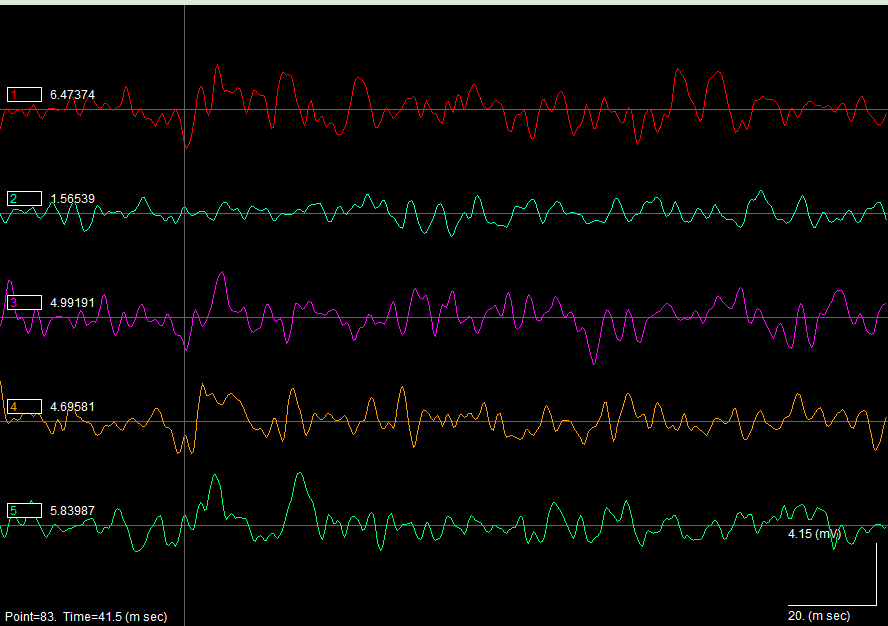 1 6.47374
2 1.56539
3 4.99191
4 4.69581
5 5.83987
4.15 (mV)
Point=83. Time=41.5 (m sec)
20. (m sec)